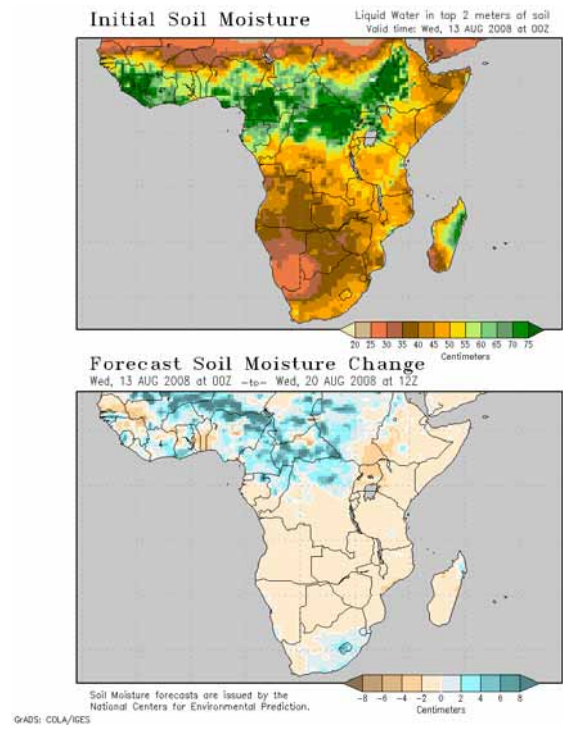 Initial Soil Moisture
Liquid Water in top 2 meters of soil
Valid time: Wed, 13 AUG 2008 at 00Z
20 25 30 35 40 45 50 55 60 65 70 75
Centimeters
Forecast Soil Moisture Change
Wed, 13 AUG 2008 at 00Z -to- Wed, 20 AUG 2008 at 12Z
-8 -6 -4 -2 0 2 4 6 8
Centimeters
Soil Moisture forecasts are issued by the
National Centers for Environmental Prediction.
GrADS: COLA/IGES